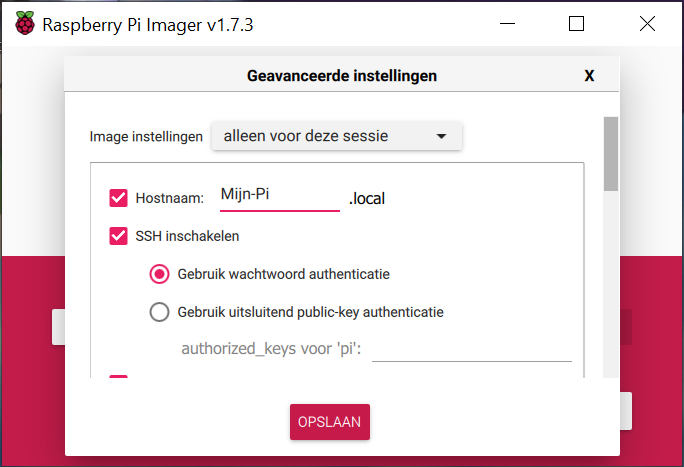 Raspberry Pi Imager v1.7.3
Geavanceerde instellingen X
Image instellingen alleen voor deze sessie
Hostnaam: Mijn-Pi .local
SSH inschakelen
Gebruik wachtwoord authenticatie
Gebruik uitsluitend public-key authenticatie
authorized_keys voor 'pi':
OPSLAAN